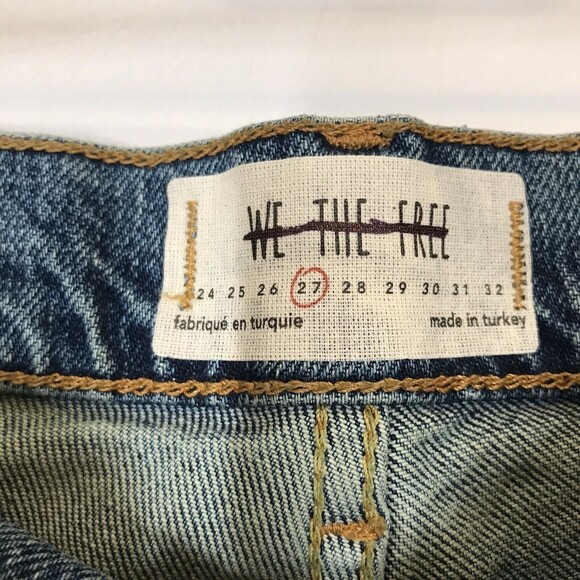 WE THE FREE
24 25 26 27 28 29 30 31 32
fabriqué en turquie made in turkey